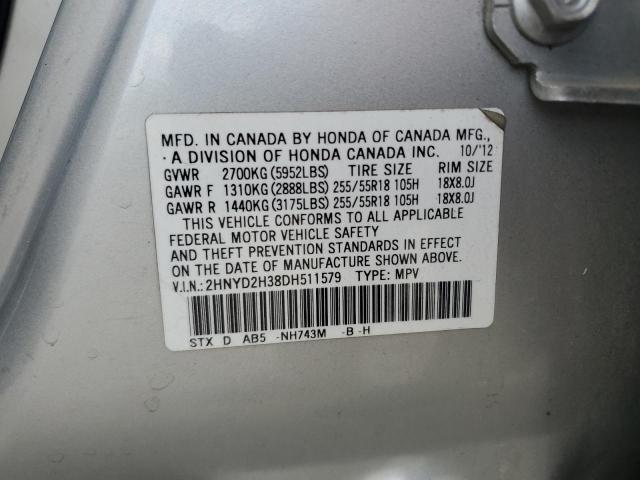 MFD. IN CANADA BY HONDA OF CANADA MFG.,
· A DIVISION OF HONDA CANADA INC. 10/'12
GVWR 2700KG(5952LBS) TIRE SIZE RIM SIZE
GAWR F 1310KG(2888LBS) 255/55R18 105H 18X8.0J
GAWR R 1440KG(3175LBS) 255/55R18 105H 18X8.0J
THIS VEHICLE CONFORMS TO ALL APPLICABLE
FEDERAL MOTOR VEHICLE SAFETY
AND THEFT PREVENTION STANDARDS IN EFFECT
ON THE DATE OF MANUFACTURE SHOWN ABOVE.
V.I.N.:2HNYD2H38DH511579 TYPE: MPV
STX D AB5 -NH743M -B -H